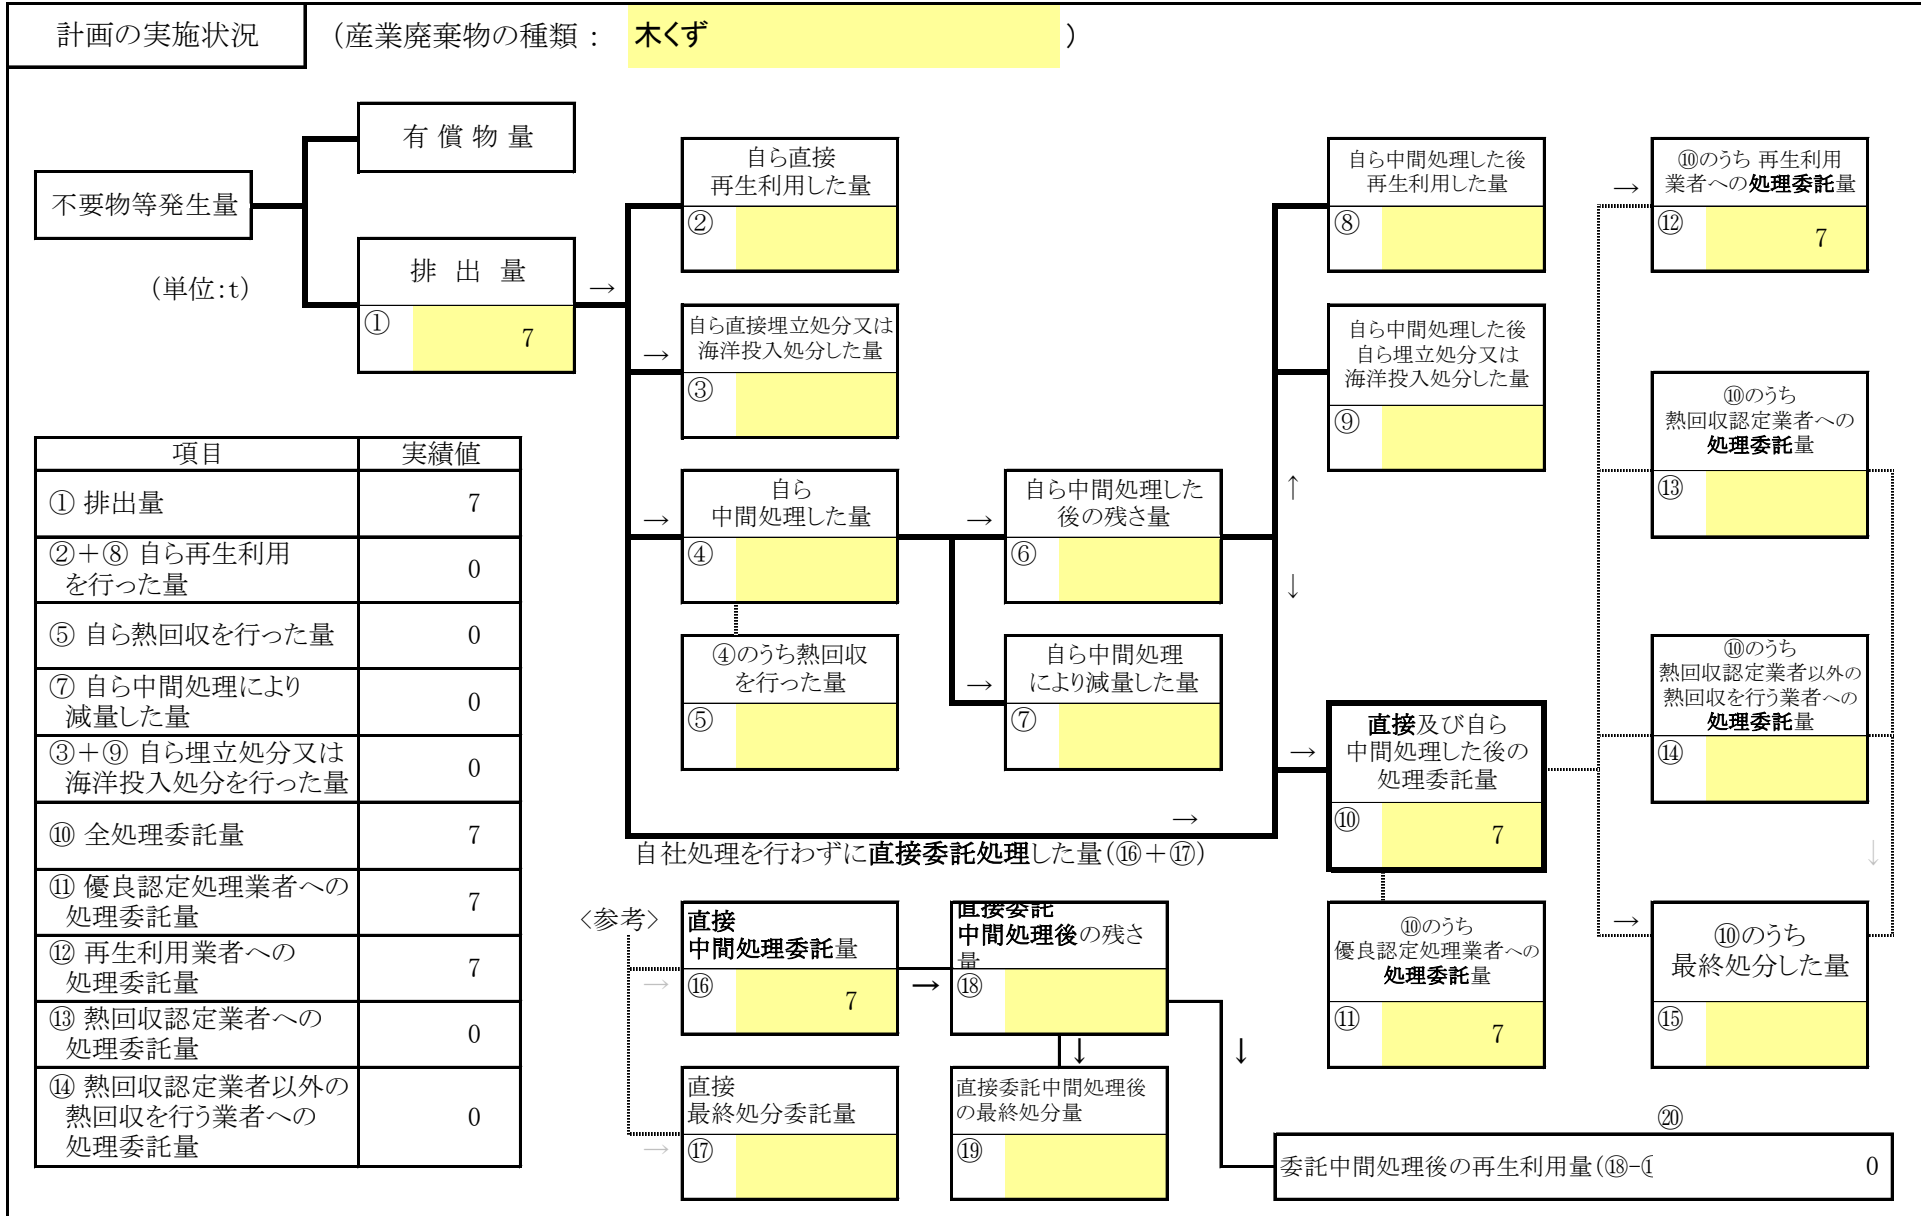 計画の実施状況
（産業廃棄物の種類： 木くず ）
有 償 物 量
不要物等発生量
(単位:t)
排 出 量
→
① 7
自ら直接
再生利用した量
②
自ら直接埋立処分又は
海洋投入処分した量
→
③
自ら
中間処理した量
→
④
④のうち熱回収
を行った量
⑤
自ら中間処理した
後の残さ量
→
⑥
自ら中間処理
により減量した量
→
⑦
自ら中間処理した後
再生利用した量
⑧
自ら中間処理した後
自ら埋立処分又は
海洋投入処分した量
⑨
↑
↓
直接及び自ら
中間処理した後の
処理委託量
→
⑩ 7
⑩のうち
優良認定処理業者への
処理委託量
⑪ 7
⑩のうち 再生利用
業者への処理委託量
→
⑫ 7
⑩のうち
熱回収認定業者への
処理委託量
⑬
⑩のうち
熱回収認定業者以外の
熱回収を行う業者への
処理委託量
⑭
↓
⑩のうち
最終処分した量
→
⑮
→
自社処理を行わずに直接委託処理した量(⑯＋⑰)
項目 実績値
① 排出量 7
②＋⑧ 自ら再生利用
を行った量 0
⑤ 自ら熱回収を行った量 0
⑦ 自ら中間処理により
減量した量 0
③＋⑨ 自ら埋立処分又は
海洋投入処分を行った量 0
⑩ 全処理委託量 7
⑪ 優良認定処理業者への
処理委託量 7
⑫ 再生利用業者への
処理委託量 7
⑬ 熱回収認定業者への
処理委託量 0
⑭ 熱回収認定業者以外の
熱回収を行う業者への
処理委託量 0
〈参考〉
直接
中間処理委託量
→
⑯ 7
→
直接委託
中間処理後の残さ
量
⑱
↓
↓
直接
最終処分委託量
→
⑰
直接委託中間処理後
の最終処分量
⑲
⑳
委託中間処理後の再生利用量(⑱-
0